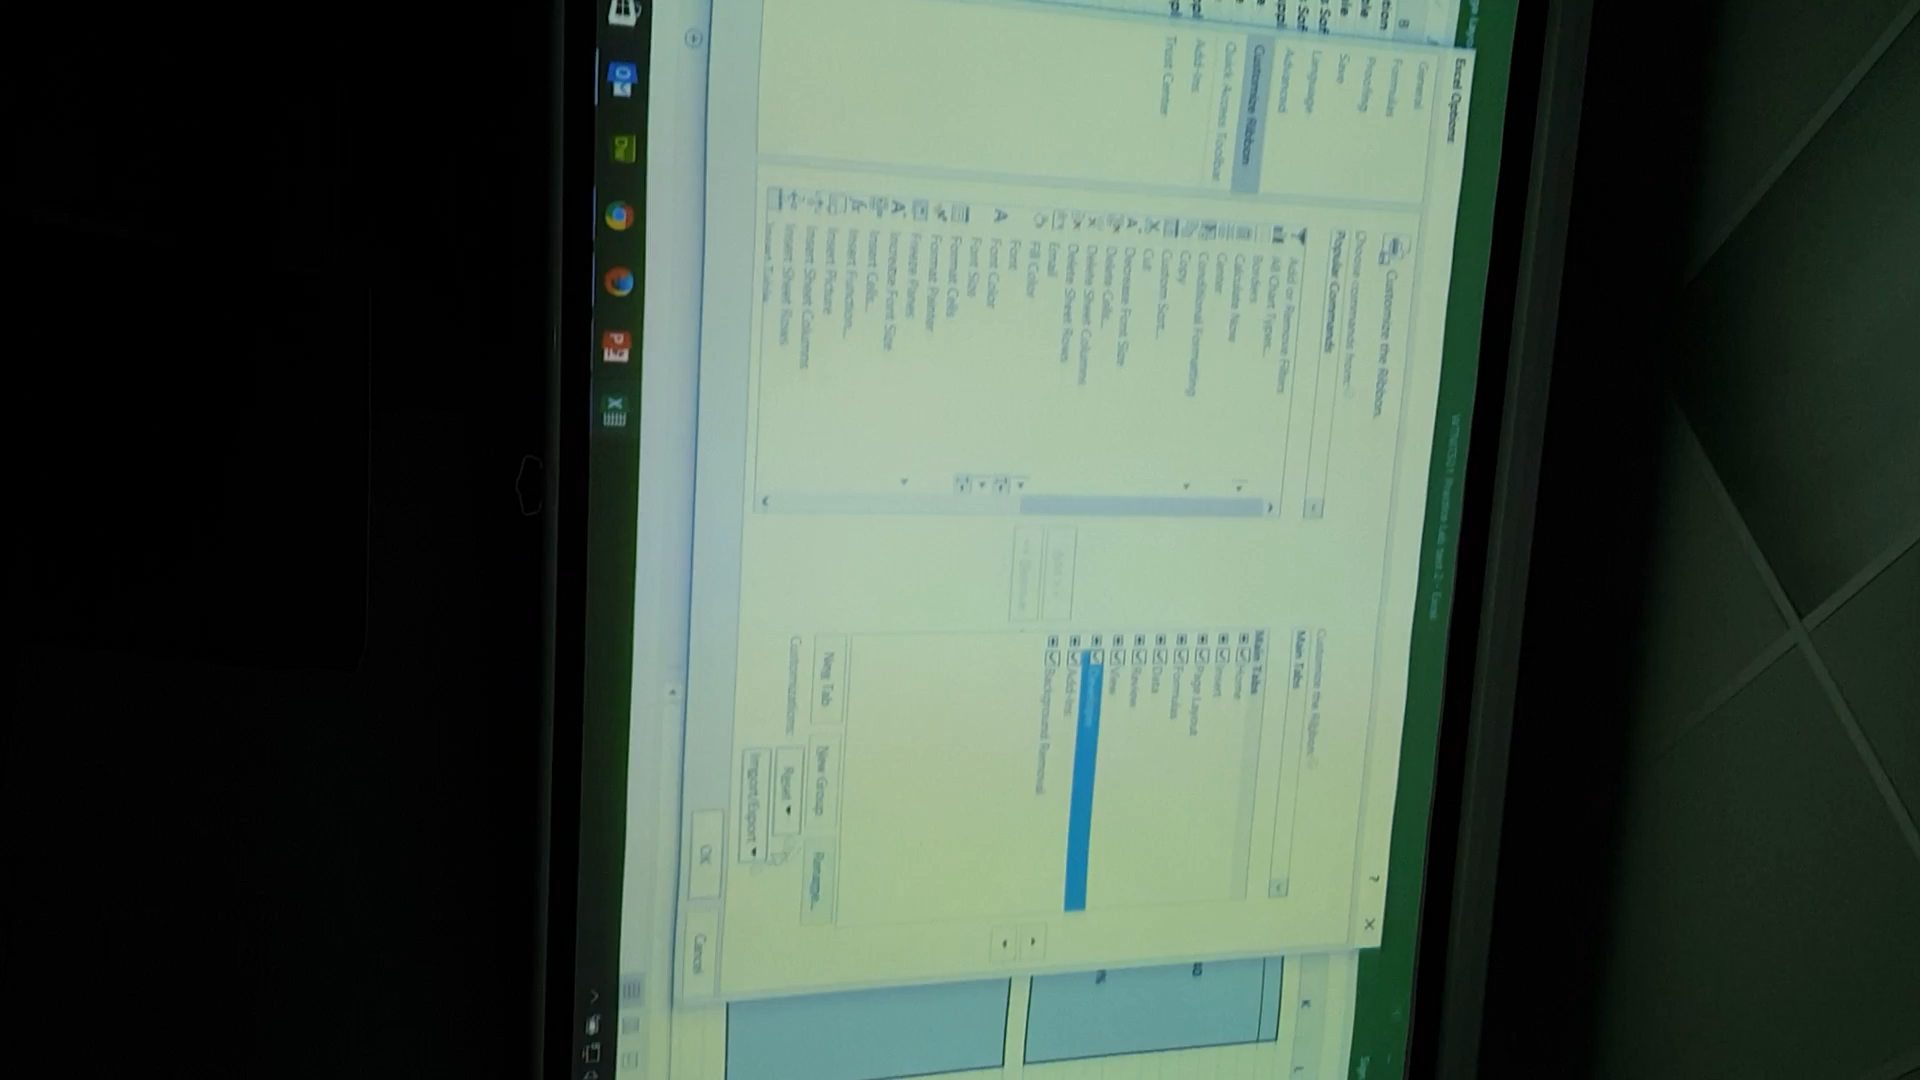 Excel Options
?
X
General
Formulas
Proofing
Save
Language
Advanced
Customize Ribbon
Quick Access Toolbar
Add-Ins
Trust Center
Customize the Ribbon.
Choose commands from:
Popular Commands
Add or Remove Filters
All Chart Types...
Borders
Calculate Now
Center
Conditional Formatting
Copy
Custom Sort...
Cut
Decrease Font Size
Delete Cells...
Delete Sheet Columns
Delete Sheet Rows
Email
Fill Color
Font
Font Color
Font Size
Format Cells
Format Painter
Freeze Panes
Increase Font Size
Insert Cells...
Insert Function...
Insert Picture
Insert Sheet Columns
Insert Sheet Rows
Insert Table
Customize the Ribbon:
Main Tabs
Main Tabs
Home
Insert
Page Layout
Formulas
Data
Review
View
Developer
Add-Ins
Background Removal
New Tab
New Group
Rename...
Customizations:
Reset
Import/Export
OK
Cancel
K
L